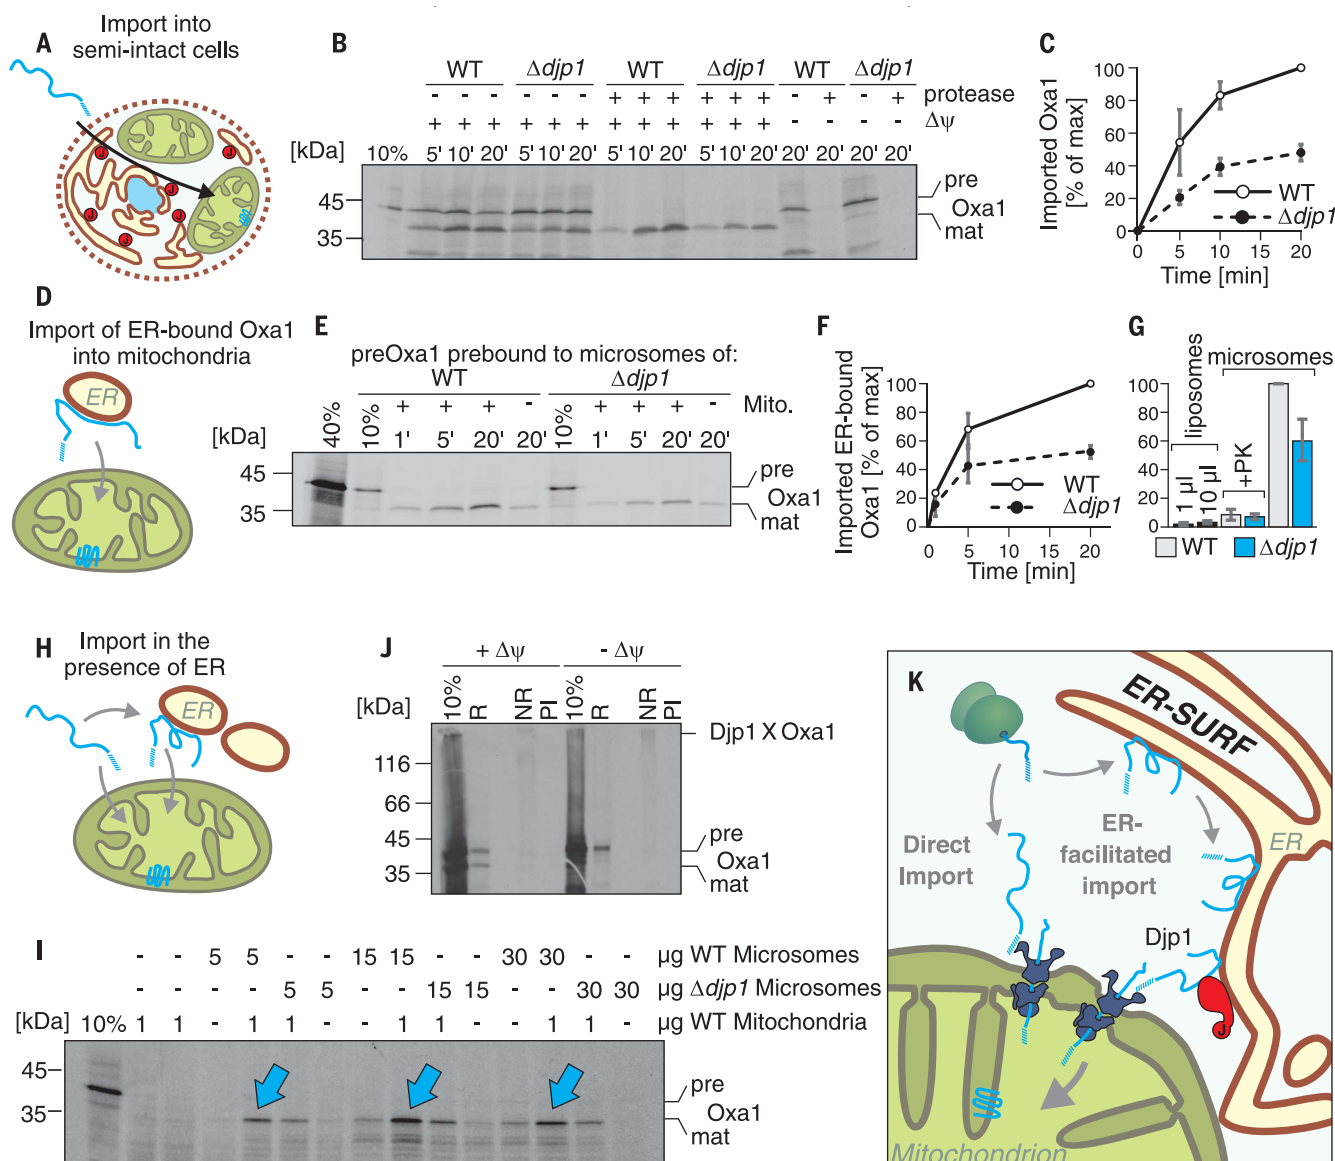 A
Import into
semi-intact cells
J J J J J
B
WT Δdjp1 WT Δdjp1 WT Δdjp1
- - - - - - + + + + + + - + - + protease
+ + + + + + + + + + + + - - - - Δψ
[kDa] 10% 5' 10' 20' 5' 10' 20' 5' 10' 20' 5' 10' 20' 20' 20' 20' 20'
45
35
pre
Oxa1
mat
C
Imported Oxa1
[% of max]
100
80
60
40
20
0
WT
Δdjp1
0 5 10 15 20
Time [min]
D
Import of ER-bound Oxa1
into mitochondria
ER
E
preOxa1 prebound to microsomes of:
WT Δdjp1
+ + + - + + + - Mito.
[kDa] 40% 10% 1' 5' 20' 20' 10% 1' 5' 20' 20'
45
35
pre
Oxa1
mat
F
Imported ER-bound
Oxa1 [% of max]
100
80
60
40
20
0
WT
Δdjp1
0 5 10 15 20
Time [min]
G
microsomes
liposomes
+PK
1 µl
10 µl
100
80
60
40
20
0
WT Δdjp1
H
Import in the
presence of ER
ER
J
+ Δψ - Δψ
[kDa] 10% R NR PI 10% R NR PI
116
66
45
35
Djp1 X Oxa1
pre
Oxa1
mat
I
- - 5 5 - - 15 15 - - 30 30 - - µg WT Microsomes
- - - - 5 5 - - 15 15 - - 30 30 µg Δdjp1 Microsomes
[kDa] 10% 1 1 - 1 1 - - 1 1 - - 1 1 - µg WT Mitochondria
45
35
pre
Oxa1
mat
K
ER-SURF
Direct
Import
ER-
facilitated
import
ER
Djp1
J
Mitochondrion